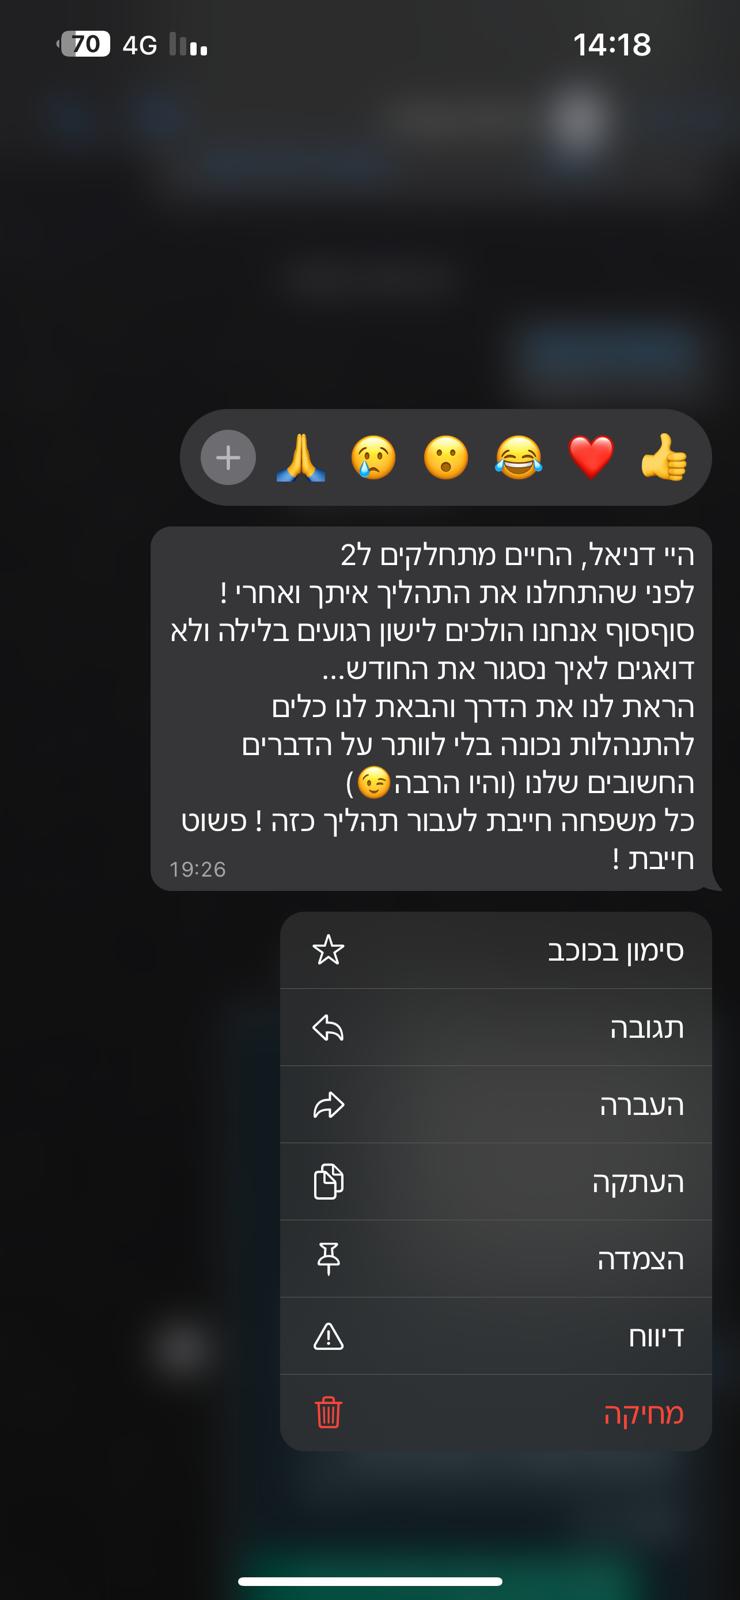 70 4G 14:18
היי דניאל, החיים מתחלקים ל2
לפני שהתחלנו את התהליך איתך ואחרי !
סוףסוף אנחנו הולכים לישון רגועים בלילה ולא
דואגים לאיך נסגור את החודש...
הראת לנו את הדרך והבאת לנו כלים
להתנהלות נכונה בלי לוותר על הדברים
החשובים שלנו (והיו הרבה😉)
כל משפחה חייבת לעבור תהליך כזה ! פשוט
חייבת !
19:26
סימון בכוכב
תגובה
העברה
העתקה
הצמדה
דיווח
מחיקה